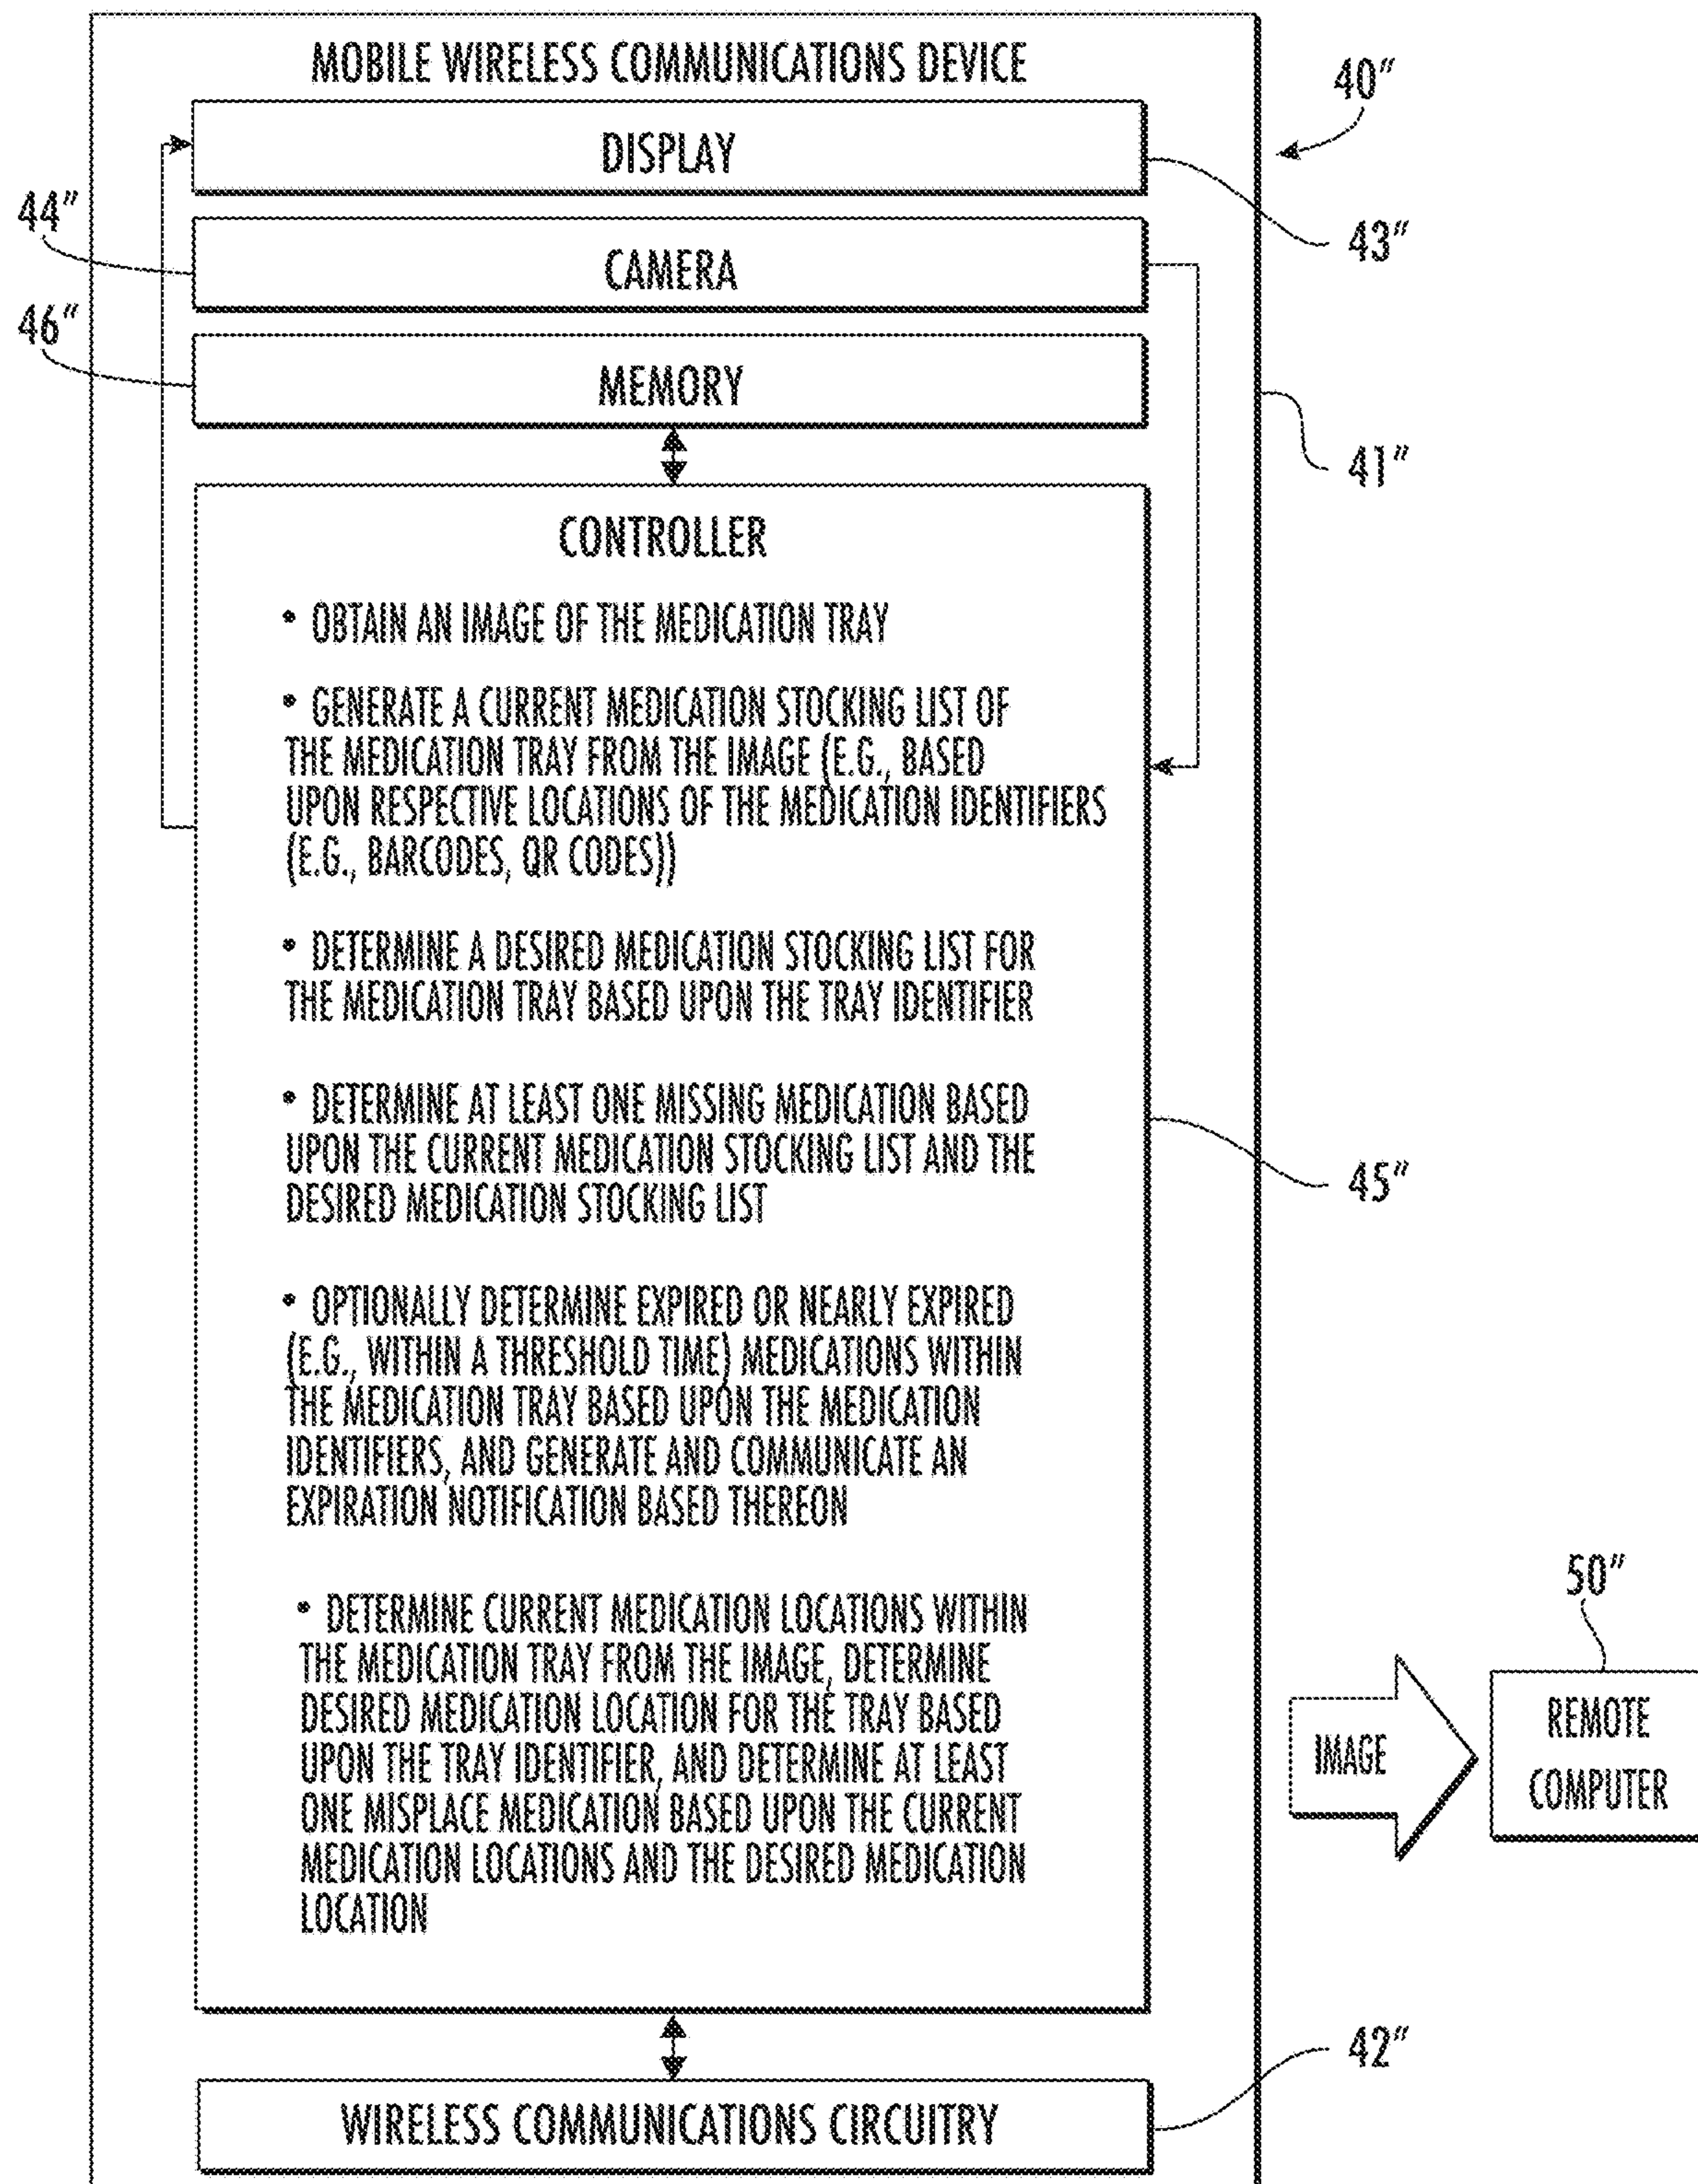 MOBILE WIRELESS COMMUNICATIONS DEVICE
40"
DISPLAY
43"
44"
CAMERA
46"
MEMORY
41"
CONTROLLER
• OBTAIN AN IMAGE OF THE MEDICATION TRAY
• GENERATE A CURRENT MEDICATION STOCKING LIST OF
THE MEDICATION TRAY FROM THE IMAGE (E.G., BASED
UPON RESPECTIVE LOCATIONS OF THE MEDICATION IDENTIFIERS
(E.G., BARCODES, QR CODES))
• DETERMINE A DESIRED MEDICATION STOCKING LIST FOR
THE MEDICATION TRAY BASED UPON THE TRAY IDENTIFIER
• DETERMINE AT LEAST ONE MISSING MEDICATION BASED
UPON THE CURRENT MEDICATION STOCKING LIST AND THE
DESIRED MEDICATION STOCKING LIST
45"
• OPTIONALLY DETERMINE EXPIRED OR NEARLY EXPIRED
(E.G., WITHIN A THRESHOLD TIME) MEDICATIONS WITHIN
THE MEDICATION TRAY BASED UPON THE MEDICATION
IDENTIFIERS, AND GENERATE AND COMMUNICATE AN
EXPIRATION NOTIFICATION BASED THEREON
• DETERMINE CURRENT MEDICATION LOCATIONS WITHIN
THE MEDICATION TRAY FROM THE IMAGE, DETERMINE
DESIRED MEDICATION LOCATION FOR THE TRAY BASED
UPON THE TRAY IDENTIFIER, AND DETERMINE AT LEAST
ONE MISPLACE MEDICATION BASED UPON THE CURRENT
MEDICATION LOCATIONS AND THE DESIRED MEDICATION
LOCATION
50"
IMAGE
REMOTE
COMPUTER
42"
WIRELESS COMMUNICATIONS CIRCUITRY